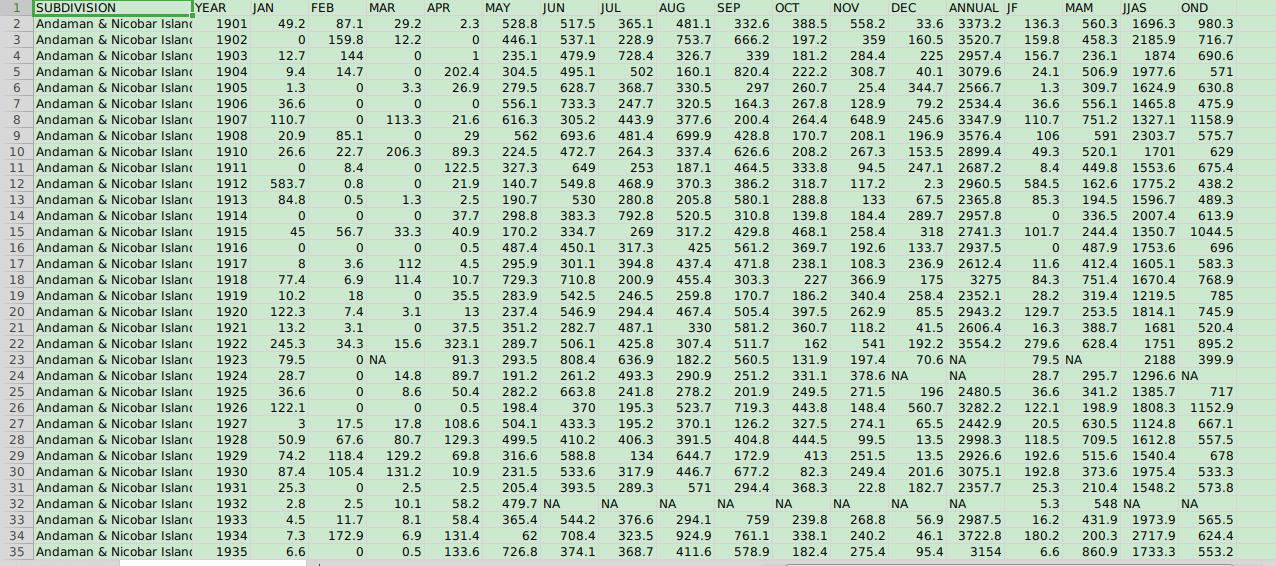 1 SUBDIVISION YEAR JAN FEB MAR APR MAY JUN JUL AUG SEP OCT NOV DEC ANNUAL JF MAM JJAS OND
2 Andaman & Nicobar Islanc 1901 49.2 87.1 29.2 2.3 528.8 517.5 365.1 481.1 332.6 388.5 558.2 33.6 3373.2 136.3 560.3 1696.3 980.3
3 Andaman & Nicobar Islanc 1902 0 159.8 12.2 0 446.1 537.1 228.9 753.7 666.2 197.2 359 160.5 3520.7 159.8 458.3 2185.9 716.7
4 Andaman & Nicobar Islanc 1903 12.7 144 0 1 235.1 479.9 728.4 326.7 339 181.2 284.4 225 2957.4 156.7 236.1 1874 690.6
5 Andaman & Nicobar Islanc 1904 9.4 14.7 0 202.4 304.5 495.1 502 160.1 820.4 222.2 308.7 40.1 3079.6 24.1 506.9 1977.6 571
6 Andaman & Nicobar Islanc 1905 1.3 0 3.3 26.9 279.5 628.7 368.7 330.5 297 260.7 25.4 344.7 2566.7 1.3 309.7 1624.9 630.8
7 Andaman & Nicobar Islanc 1906 36.6 0 0 0 556.1 733.3 247.7 320.5 164.3 267.8 128.9 79.2 2534.4 36.6 556.1 1465.8 475.9
8 Andaman & Nicobar Islanc 1907 110.7 0 113.3 21.6 616.3 305.2 443.9 377.6 200.4 264.4 648.9 245.6 3347.9 110.7 751.2 1327.1 1158.9
9 Andaman & Nicobar Islanc 1908 20.9 85.1 0 29 562 693.6 481.4 699.9 428.8 170.7 208.1 196.9 3576.4 106 591 2303.7 575.7
10 Andaman & Nicobar Islanc 1910 26.6 22.7 206.3 89.3 224.5 472.7 264.3 337.4 626.6 208.2 267.3 153.5 2899.4 49.3 520.1 1701 629
11 Andaman & Nicobar Islanc 1911 0 8.4 0 122.5 327.3 649 253 187.1 464.5 333.8 94.5 247.1 2687.2 8.4 449.8 1553.6 675.4
12 Andaman & Nicobar Islanc 1912 583.7 0.8 0 21.9 140.7 549.8 468.9 370.3 386.2 318.7 117.2 2.3 2960.5 584.5 162.6 1775.2 438.2
13 Andaman & Nicobar Islanc 1913 84.8 0.5 1.3 2.5 190.7 530 280.8 205.8 580.1 288.8 133 67.5 2365.8 85.3 194.5 1596.7 489.3
14 Andaman & Nicobar Islanc 1914 0 0 0 37.7 298.8 383.3 792.8 520.5 310.8 139.9 184.4 289.7 2957.8 0 336.5 2007.4 613.9
15 Andaman & Nicobar Islanc 1915 45 56.7 33.3 40.9 170.2 334.7 269 317.2 429.8 468.1 258.4 318 2741.3 101.7 244.4 1350.7 1044.5
16 Andaman & Nicobar Islanc 1916 0 0 0 0.5 487.4 450.1 317.3 425 561.2 369.7 192.6 133.7 2937.5 0 487.9 1753.6 696
17 Andaman & Nicobar Islanc 1917 8 3.6 112 4.5 295.9 301.1 394.8 437.4 471.8 238.1 108.3 236.9 2612.4 11.6 412.4 1605.1 583.3
18 Andaman & Nicobar Islanc 1918 77.4 6.9 11.4 10.7 729.3 710.8 200.9 455.4 303.3 227 366.9 175 3275 84.3 751.4 1670.4 768.9
19 Andaman & Nicobar Islanc 1919 10.2 18 0 35.5 283.9 542.5 246.5 259.8 170.7 186.2 340.4 258.4 2352.1 28.2 319.4 1219.5 785
20 Andaman & Nicobar Islanc 1920 122.3 7.4 3.1 13 237.4 546.9 294.4 467.4 505.4 397.5 262.9 85.5 2943.2 129.7 253.5 1814.1 745.9
21 Andaman & Nicobar Islanc 1921 13.2 3.1 0 37.5 351.2 282.7 487.1 330 581.2 360.7 118.2 41.5 2606.4 16.3 388.7 1681 520.4
22 Andaman & Nicobar Islanc 1922 245.3 34.3 15.6 323.1 289.7 506.1 425.8 307.4 511.7 162 541 192.2 3554.2 279.6 628.4 1751 895.2
23 Andaman & Nicobar Islanc 1923 79.5 0 NA 91.3 293.5 808.4 636.9 182.2 560.5 131.9 197.4 70.6 NA 79.5 NA 2188 399.9
24 Andaman & Nicobar Islanc 1924 28.7 0 14.8 89.7 191.2 261.2 493.3 290.9 251.2 331.1 378.6 NA NA 28.7 295.7 1296.6 NA
25 Andaman & Nicobar Islanc 1925 36.6 0 8.6 50.4 282.2 663.8 241.8 278.2 201.9 249.5 271.5 196 2480.5 36.6 341.2 1385.7 717
26 Andaman & Nicobar Islanc 1926 122.1 0 0 0.5 198.4 370 195.3 523.7 719.3 443.8 148.4 560.7 3282.2 122.1 198.9 1808.3 1152.9
27 Andaman & Nicobar Islanc 1927 3 17.5 17.8 108.6 504.1 433.3 195.2 370.1 126.2 327.5 274.1 65.5 2442.9 20.5 630.5 1124.8 667.1
28 Andaman & Nicobar Islanc 1928 50.9 67.6 80.7 129.3 499.5 410.2 406.3 391.5 404.8 444.5 99.5 13.5 2998.3 118.5 709.5 1612.8 557.5
29 Andaman & Nicobar Islanc 1929 74.2 118.4 129.2 69.8 316.6 588.8 134 644.7 172.9 413 251.5 13.5 2926.6 192.6 515.6 1540.4 678
30 Andaman & Nicobar Islanc 1930 87.4 105.4 131.2 10.9 231.5 533.6 317.9 446.7 677.2 82.3 249.4 201.6 3075.1 192.8 373.6 1975.4 533.3
31 Andaman & Nicobar Islanc 1931 25.3 0 2.5 2.5 205.4 393.5 289.3 571 294.4 368.3 22.8 182.7 2357.7 25.3 210.4 1548.2 573.8
32 Andaman & Nicobar Islanc 1932 2.8 2.5 10.1 58.2 479.7 NA NA NA NA NA NA NA NA 5.3 548 NA NA
33 Andaman & Nicobar Islanc 1933 4.5 11.7 8.1 58.4 365.4 544.2 376.6 294.1 759 239.8 268.8 56.9 2987.5 16.2 431.9 1973.9 565.5
34 Andaman & Nicobar Islanc 1934 7.3 172.9 6.9 131.4 62 708.4 323.5 924.9 761.1 338.1 240.2 46.1 3722.8 180.2 200.3 2717.9 624.4
35 Andaman & Nicobar Islanc 1935 6.6 0 0.5 133.6 726.8 374.1 368.7 411.6 578.9 182.4 275.4 95.4 3154 6.6 860.9 1733.3 553.2